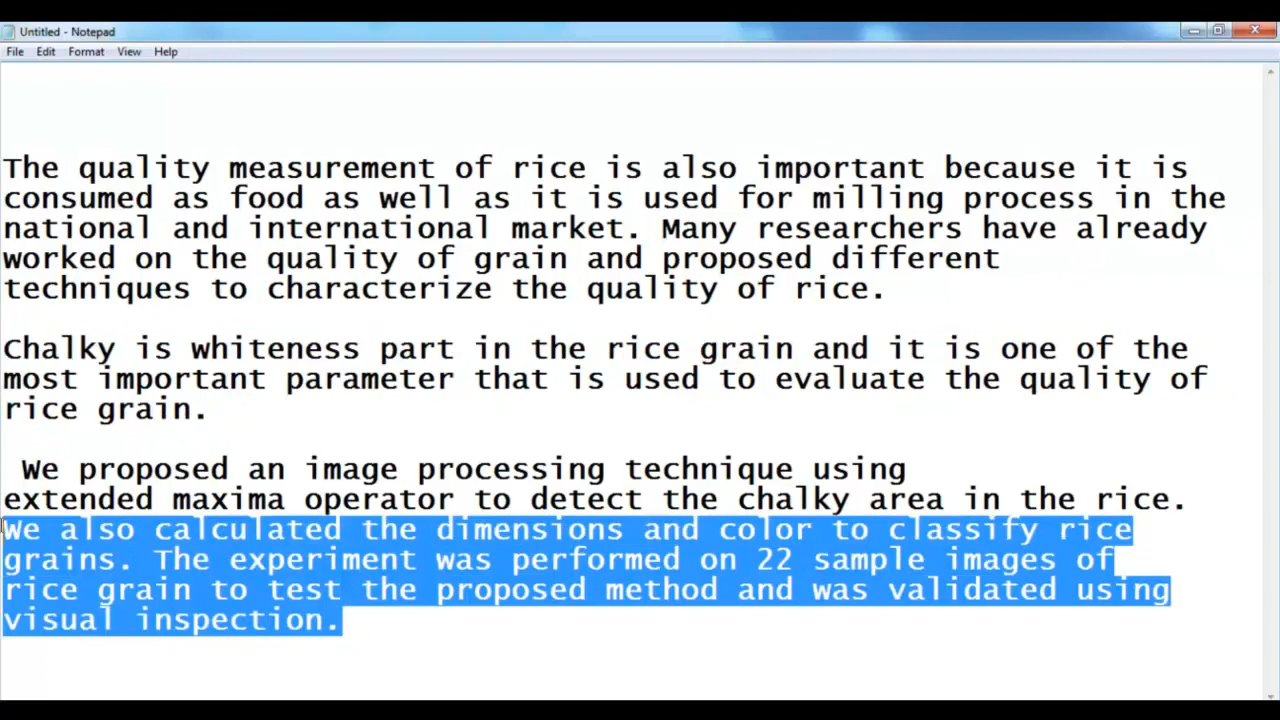 Untitled - Notepad
File Edit Format View Help
The quality measurement of rice is also important because it is
consumed as food as well as it is used for milling process in the
national and international market. Many researchers have already
worked on the quality of grain and proposed different
techniques to characterize the quality of rice.
Chalky is whiteness part in the rice grain and it is one of the
most important parameter that is used to evaluate the quality of
rice grain.
We proposed an image processing technique using
extended maxima operator to detect the chalky area in the rice.
We also calculated the dimensions and color to classify rice
grains. The experiment was performed on 22 sample images of
rice grain to test the proposed method and was validated using
visual inspection.